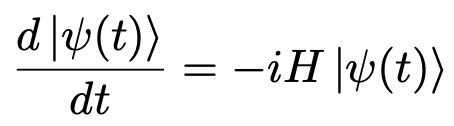 d |ψ(t)⟩ / dt = −iH |ψ(t)⟩